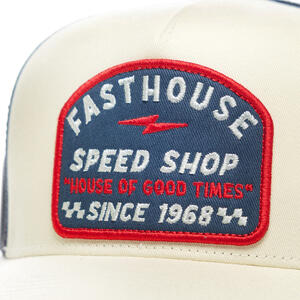 FASTHOUSE
SPEED SHOP
"HOUSE OF GOOD TIMES"
SINCE 1968